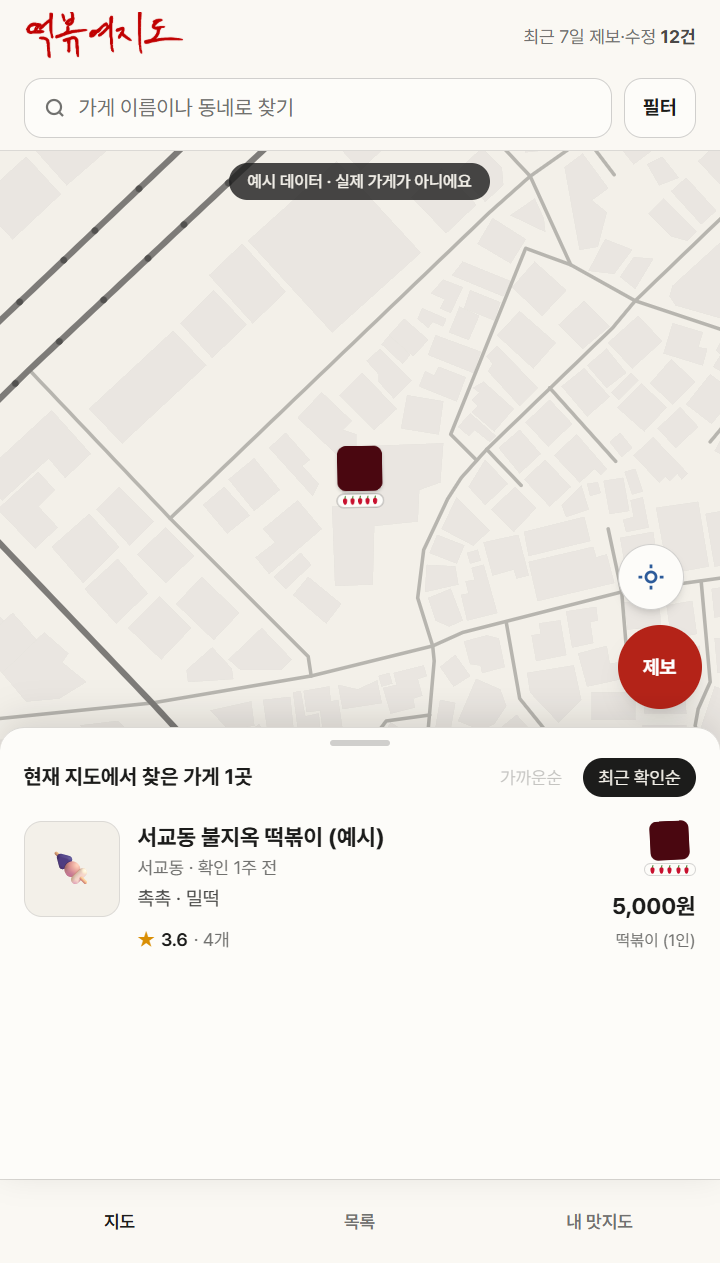 떡볶여지도
최근 7일 제보·수정 12건
가게 이름이나 동네로 찾기
필터
예시 데이터 · 실제 가게가 아니에요
제보
현재 지도에서 찾은 가게 1곳
가까운순
최근 확인순
서교동 불지옥 떡볶이 (예시)
서교동 · 확인 1주 전
촉촉 · 밀떡
★ 3.6 · 4개
5,000원
떡볶이 (1인)
지도
목록
내 맛지도